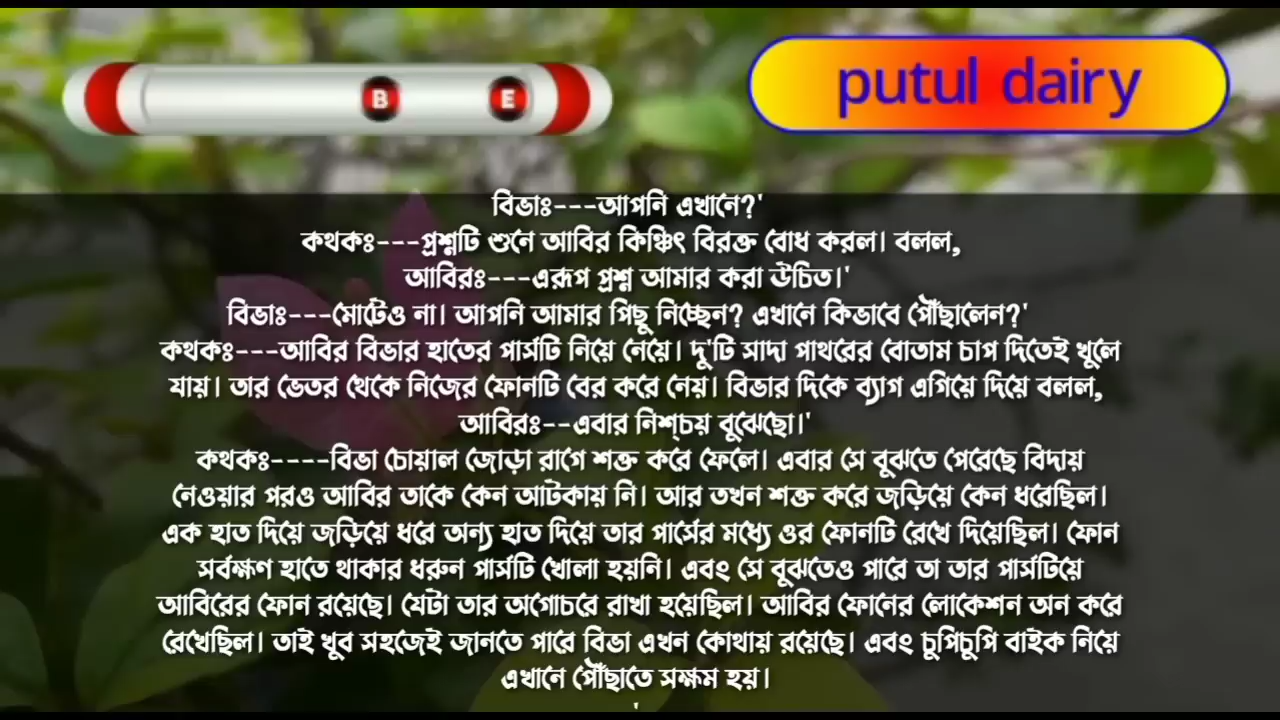 B E
putul dairy
বিভাঃ---আপনি এখানে?'
কথকঃ---প্রশ্নটি শুনে আবির কিঞ্চিৎ বিরক্ত বোধ করল। বলল,
আবিরঃ---এরূপ প্রশ্ন আমার করা উচিত।'
বিভাঃ---মোটেও না। আপনি আমার পিছু নিচ্ছেন? এখানে কিভাবে পৌঁছালেন?'
কথকঃ---আবির বিভার হাতের পার্সটি নিয়ে নেয়ে। দু'টি সাদা পাথরের বোতাম চাপ দিতেই খুলে
যায়। তার ভেতর থেকে নিজের ফোনটি বের করে নেয়। বিভার দিকে ব্যাগ এগিয়ে দিয়ে বলল,
আবিরঃ--এবার নিশ্চয় বুঝেছো।'
কথকঃ----বিভা চোয়াল জোড়া রাগে শক্ত করে ফেলে। এবার সে বুঝতে পেরেছে বিদায়
নেওয়ার পরও আবির তাকে কেন আটকায় নি। আর তখন শক্ত করে জড়িয়ে কেন ধরেছিল।
এক হাত দিয়ে জড়িয়ে ধরে অন্য হাত দিয়ে তার পার্সের মধ্যে ওর ফোনটি রেখে দিয়েছিল। ফোন
সর্বক্ষণ হাতে থাকার ধরুন পার্সটি খোলা হয়নি। এবং সে বুঝতেও পারে তা তার পার্সটিয়ে
আবিরের ফোন রয়েছে। যেটা তার অগোচরে রাখা হয়েছিল। আবির ফোনের লোকেশন অন করে
রেখেছিল। তাই খুব সহজেই জানতে পারে বিভা এখন কোথায় রয়েছে। এবং চুপিচুপি বাইক নিয়ে
এখানে পৌঁছাতে সক্ষম হয়।
'